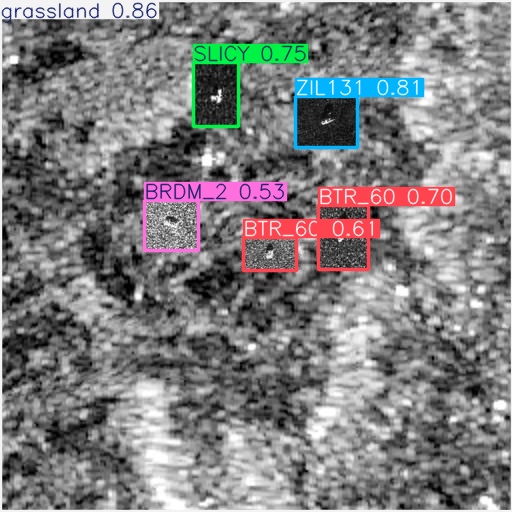 grassland 0.86
SLICY 0.75
ZIL131 0.81
BRDM_2 0.53
BTR_60 0.70
BTR_60 0.61